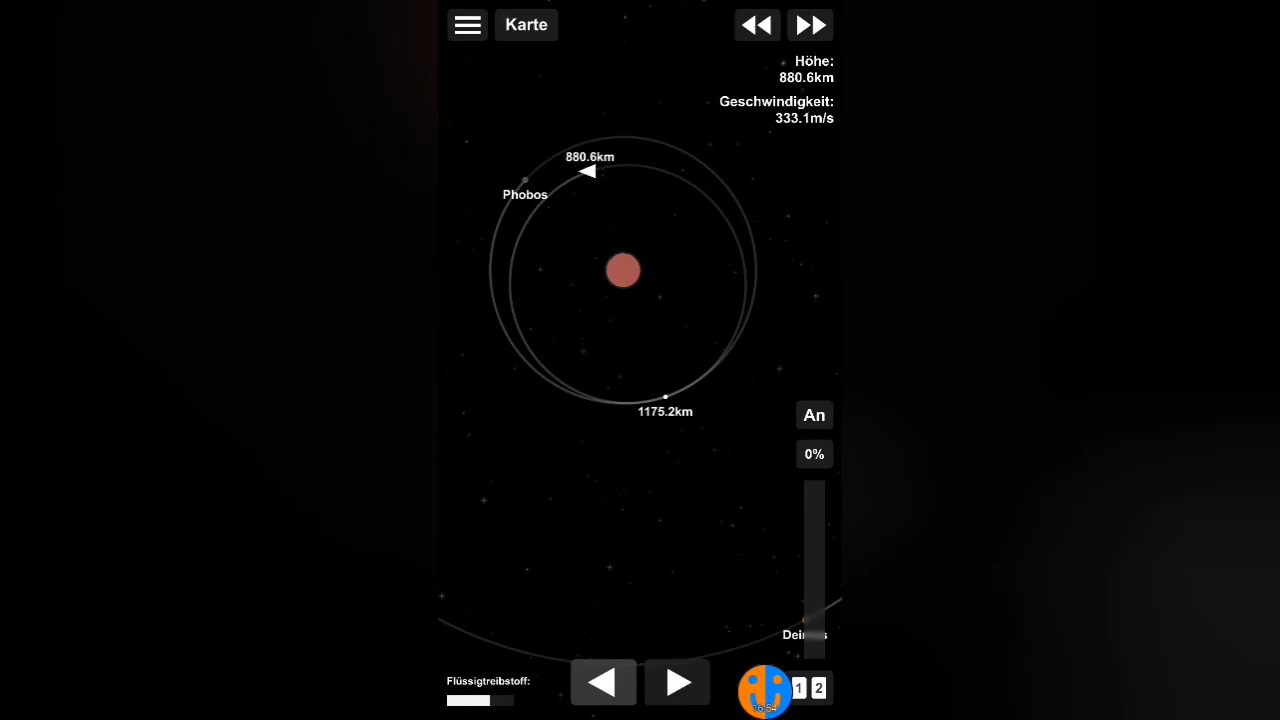 Karte
Höhe:
880.6km
Geschwindigkeit:
333.1m/s
880.6km
Phobos
1175.2km
An
0%
Flüssigtreibstoff:
1 2